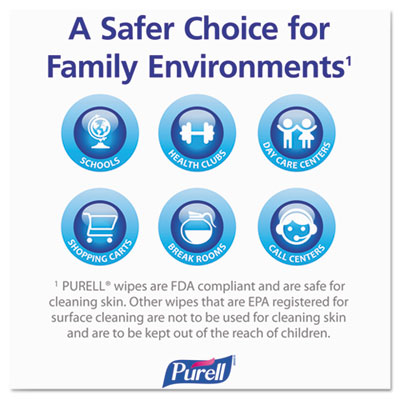 A Safer Choice for
Family Environments¹
SCHOOLS
HEALTH CLUBS
DAY CARE CENTERS
SHOPPING CARTS
BREAK ROOMS
CALL CENTERS
¹ PURELL® wipes are FDA compliant and are safe for
cleaning skin. Other wipes that are EPA registered for
surface cleaning are not to be used for cleaning skin
and are to be kept out of the reach of children.
Purell